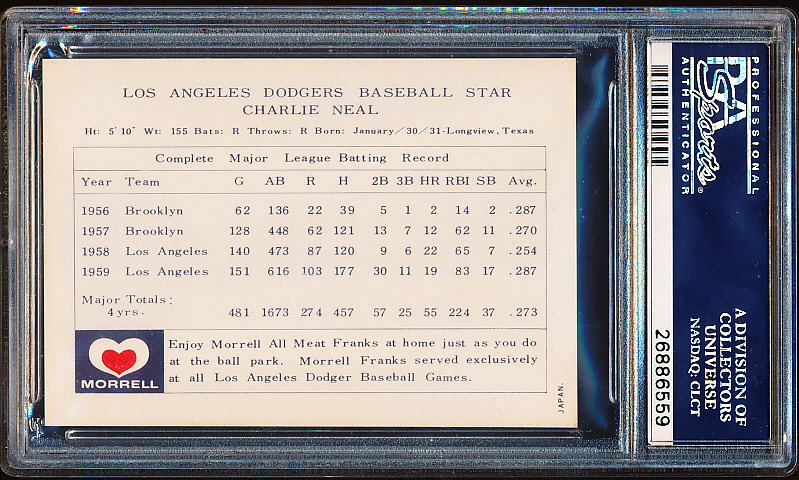 LOS ANGELES DODGERS BASEBALL STAR
CHARLIE NEAL
Ht: 5' 10" Wt: 155 Bats: R Throws: R Born: January/30/31-Longview, Texas
Complete Major League Batting Record
Year Team G AB R H 2B 3B HR RBI SB Avg.
1956 Brooklyn 62 136 22 39 5 1 2 14 2 .287
1957 Brooklyn 128 448 62 121 13 7 12 62 11 .270
1958 Los Angeles 140 473 87 120 9 6 22 65 7 .254
1959 Los Angeles 151 616 103 177 30 11 19 83 17 .287
Major Totals:
4 yrs. 481 1673 274 457 57 25 55 224 37 .273
MORRELL
Enjoy Morrell All Meat Franks at home just as you do
at the ball park. Morrell Franks served exclusively
at all Los Angeles Dodger Baseball Games.
JAPAN.
PROFESSIONAL
PSA
Sports
AUTHENTICATOR
®
A DIVISION OF
COLLECTORS
UNIVERSE
NASDAQ: CLCT
26886559